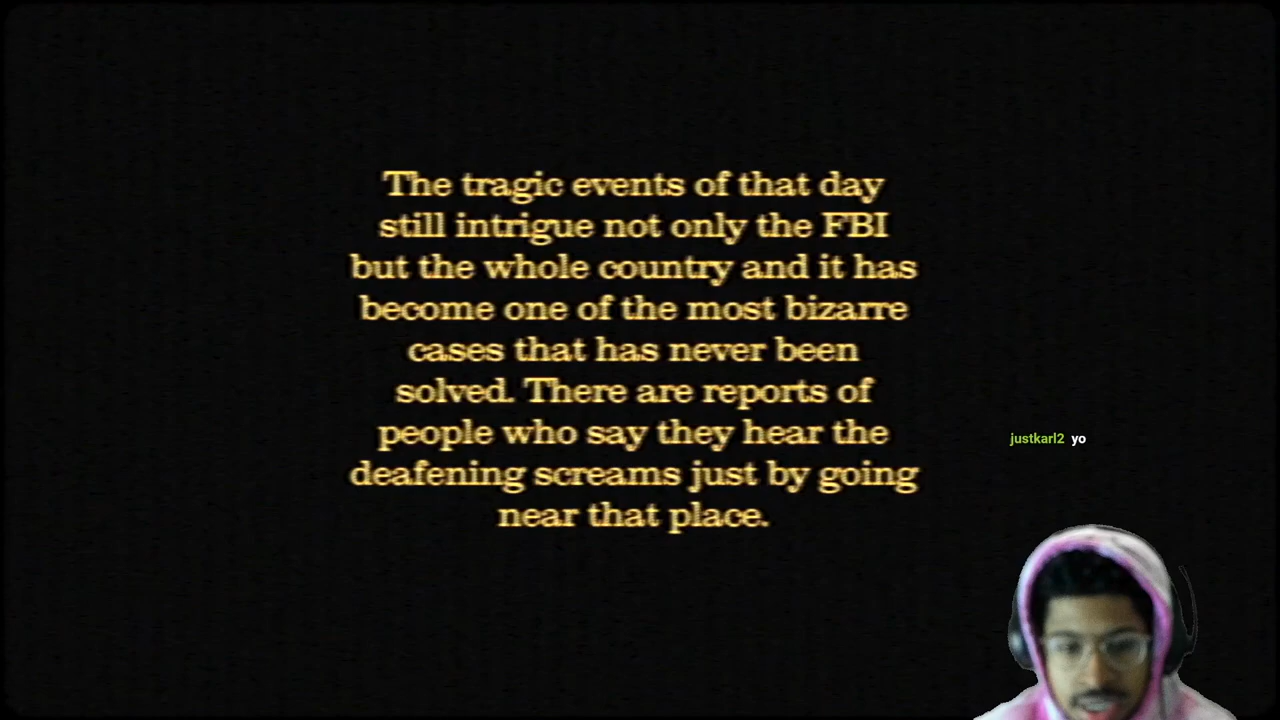 The tragic events of that day
still intrigue not only the FBI
but the whole country and it has
become one of the most bizarre
cases that has never been
solved. There are reports of
people who say they hear the
deafening screams just by going
near that place.
justkarl2 yo